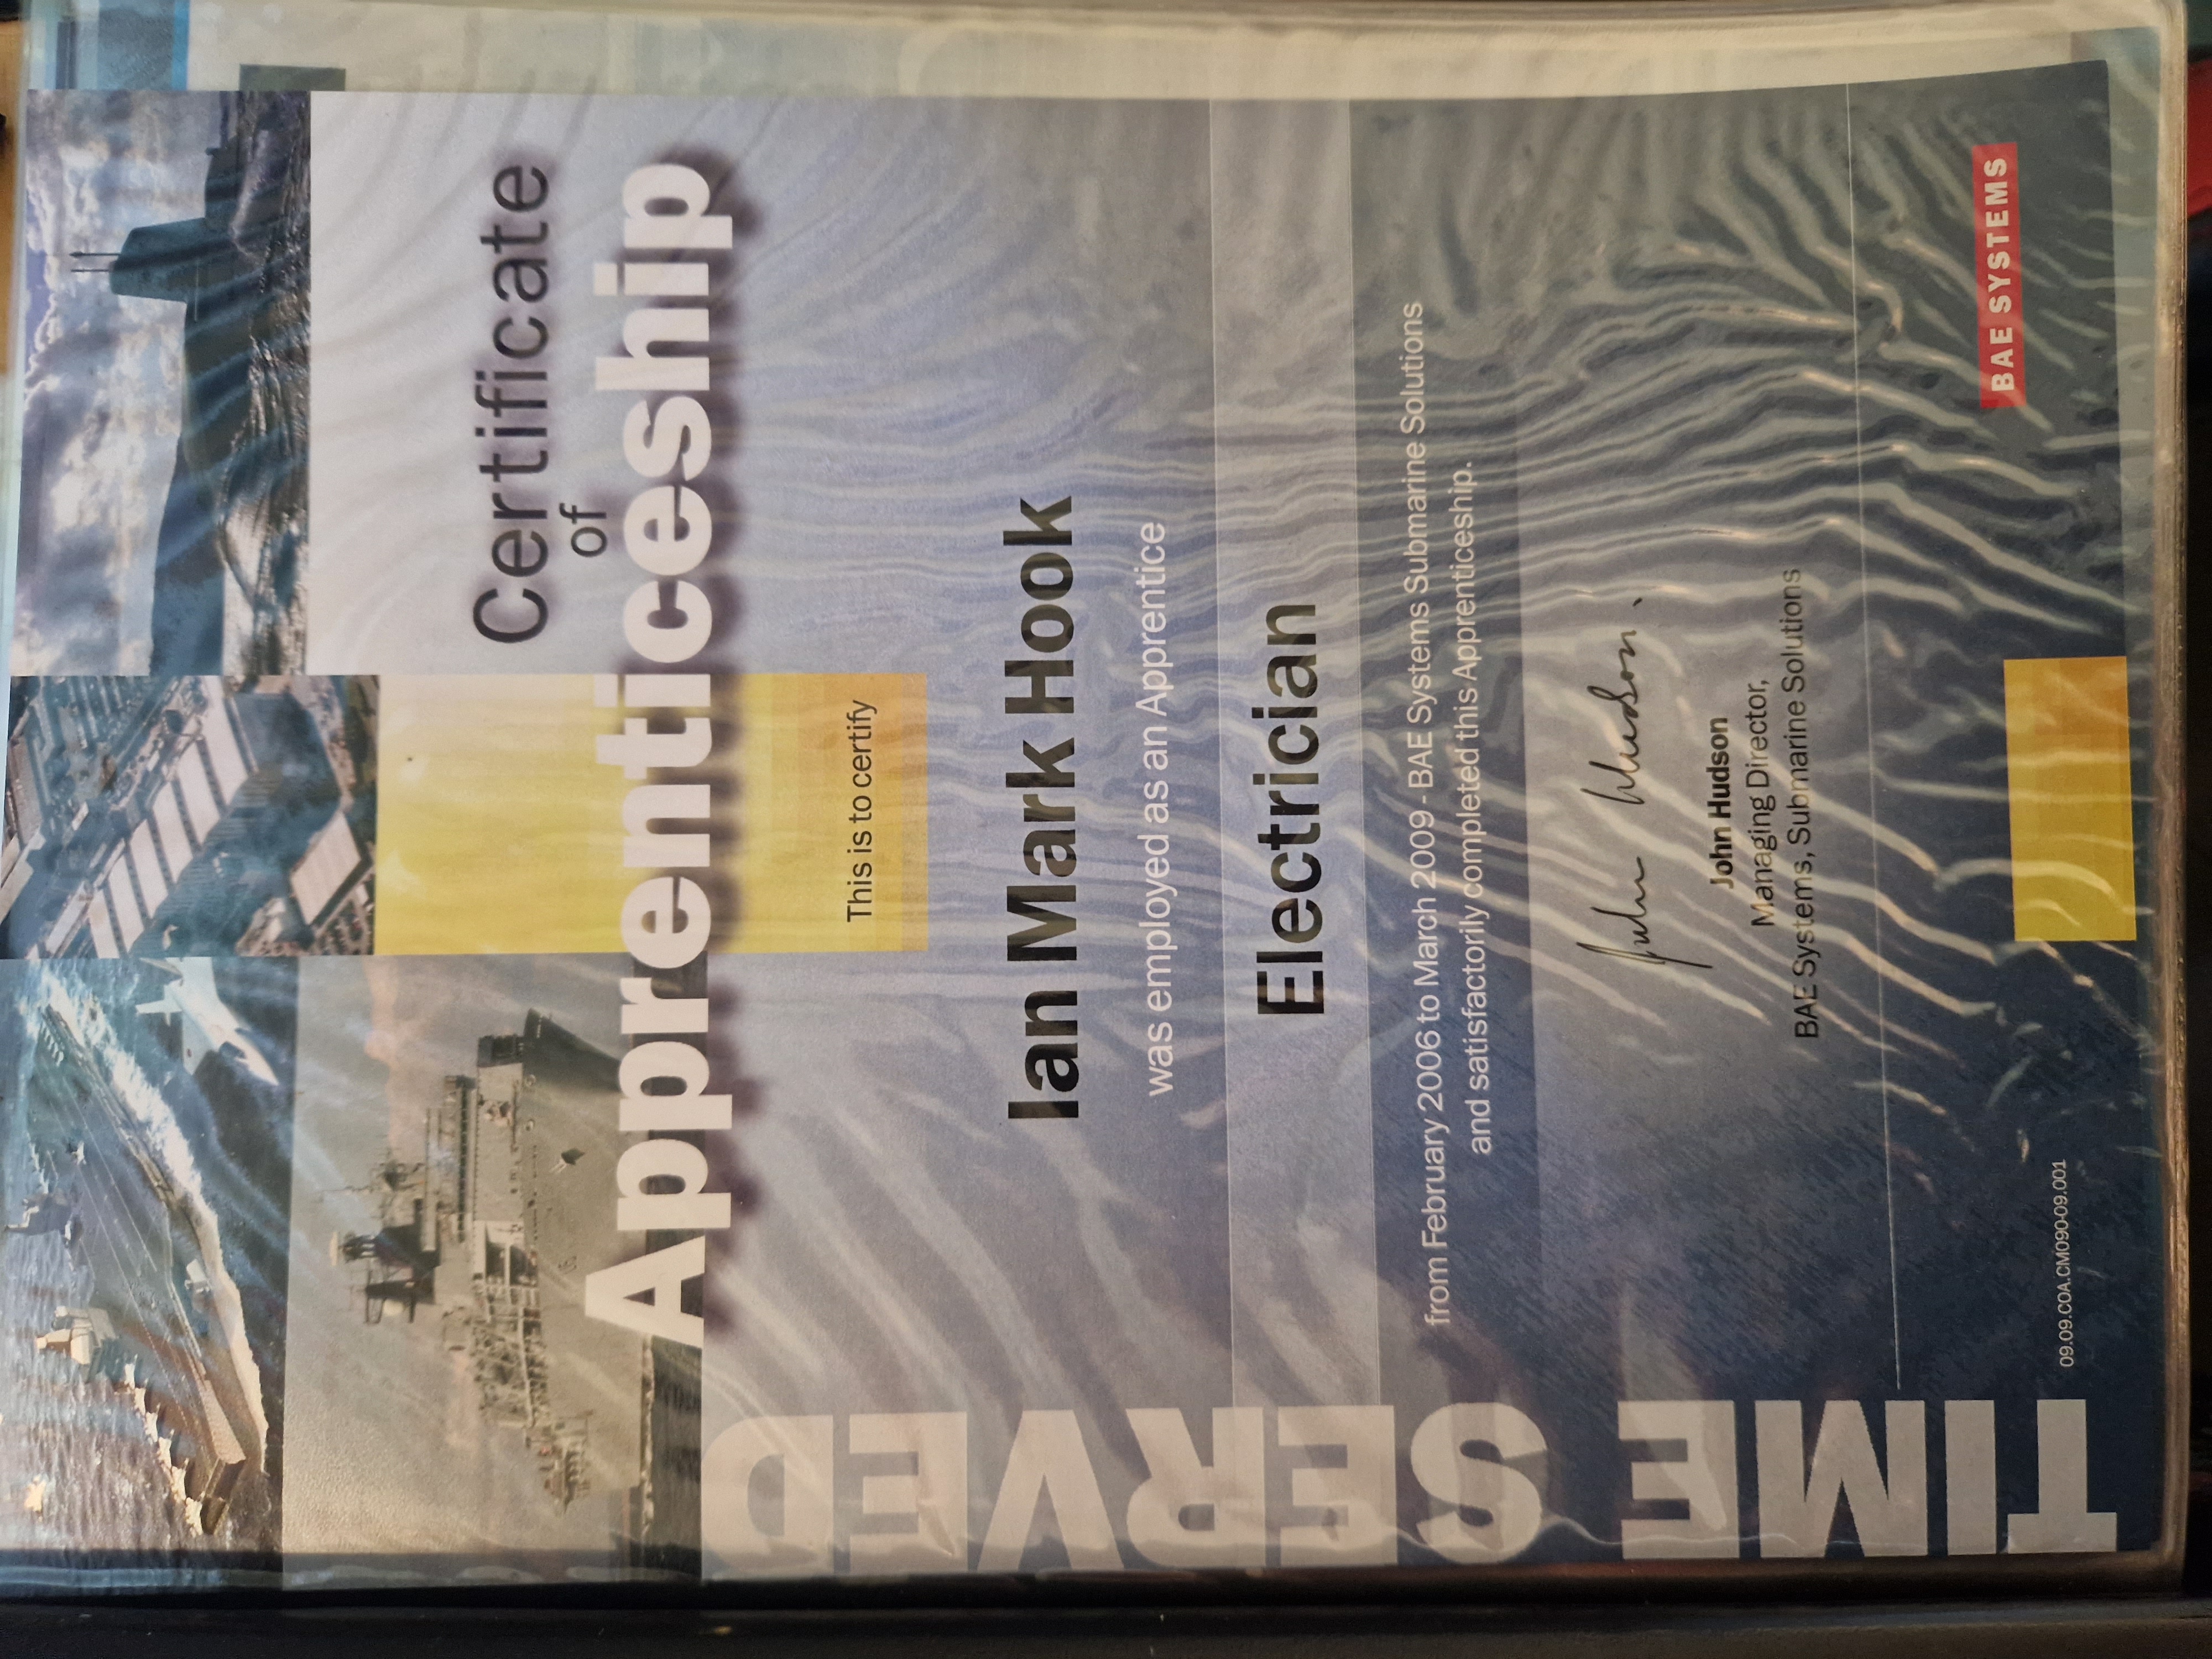 Certificate
of
Apprenticeship
This is to certify
Ian Mark Hook
was employed as an Apprentice
Electrician
from February 2006 to March 2009 - BAE Systems Submarine Solutions
and satisfactorily completed this Apprenticeship.
John Hudson.
John Hudson
Managing Director,
BAE Systems, Submarine Solutions
BAE SYSTEMS
09.09.COA.CM090-09.001
TIME SERVED